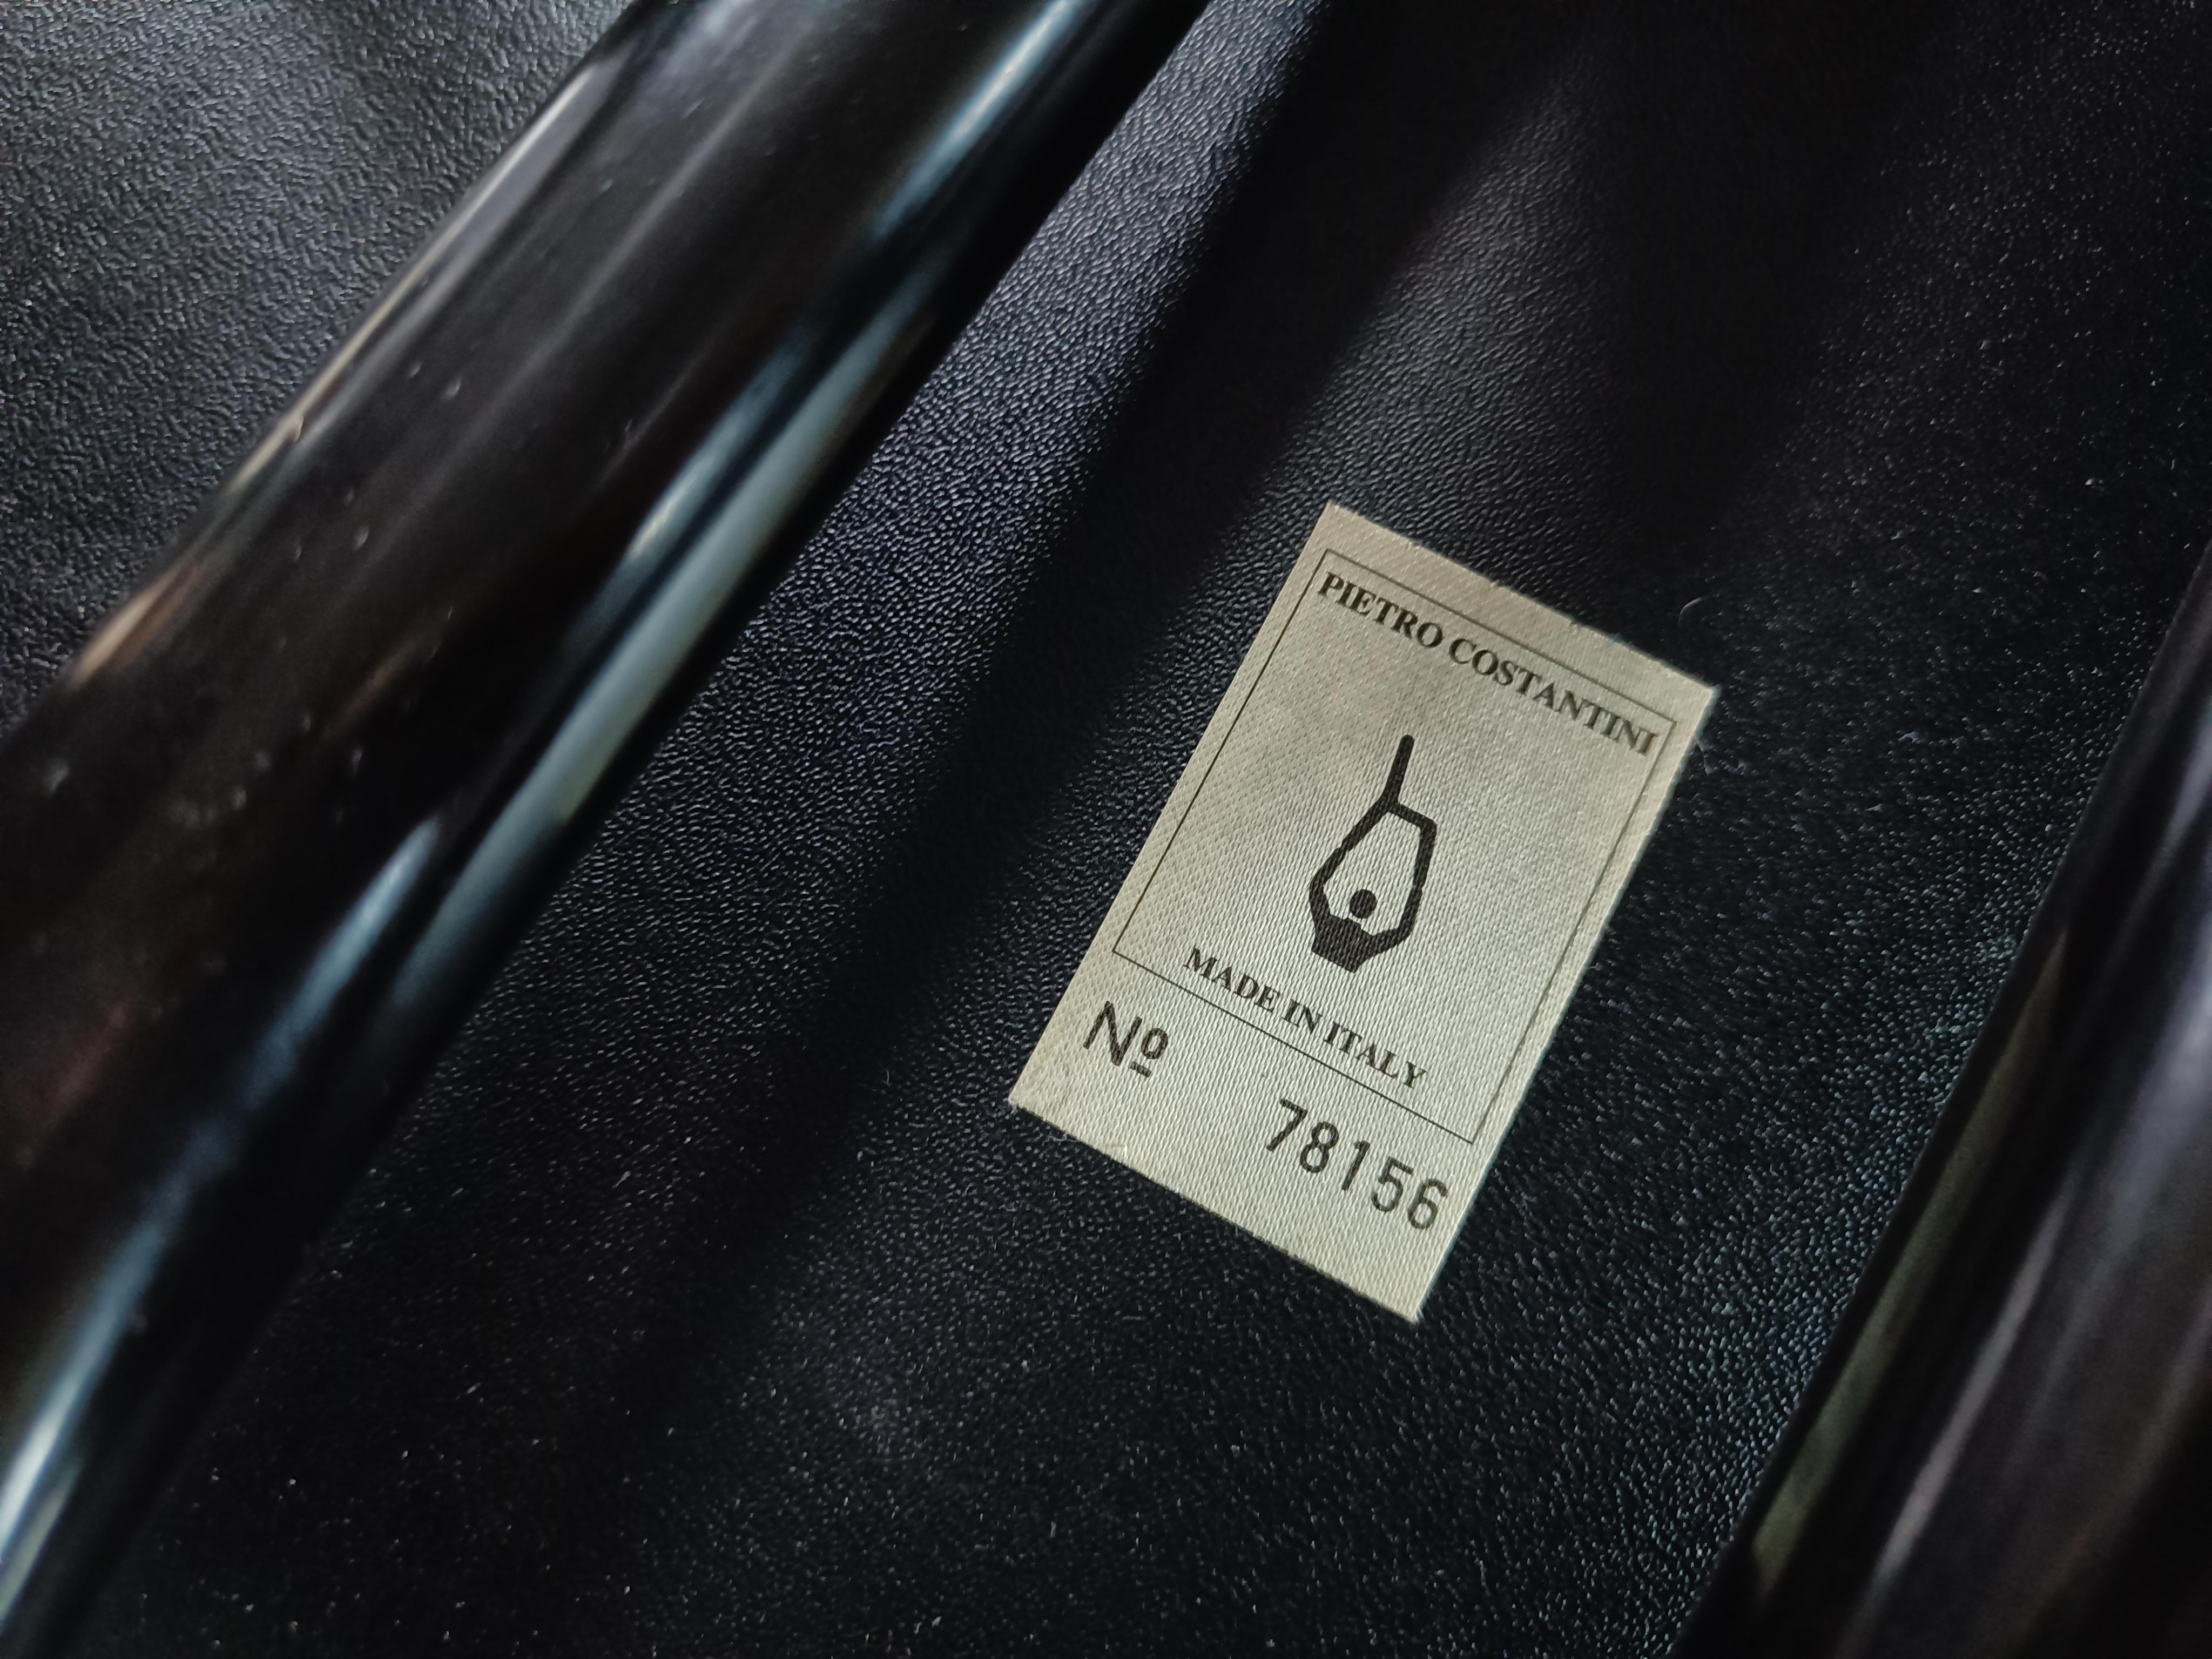 PIETRO COSTANTINI
MADE IN ITALY
Nº 78156